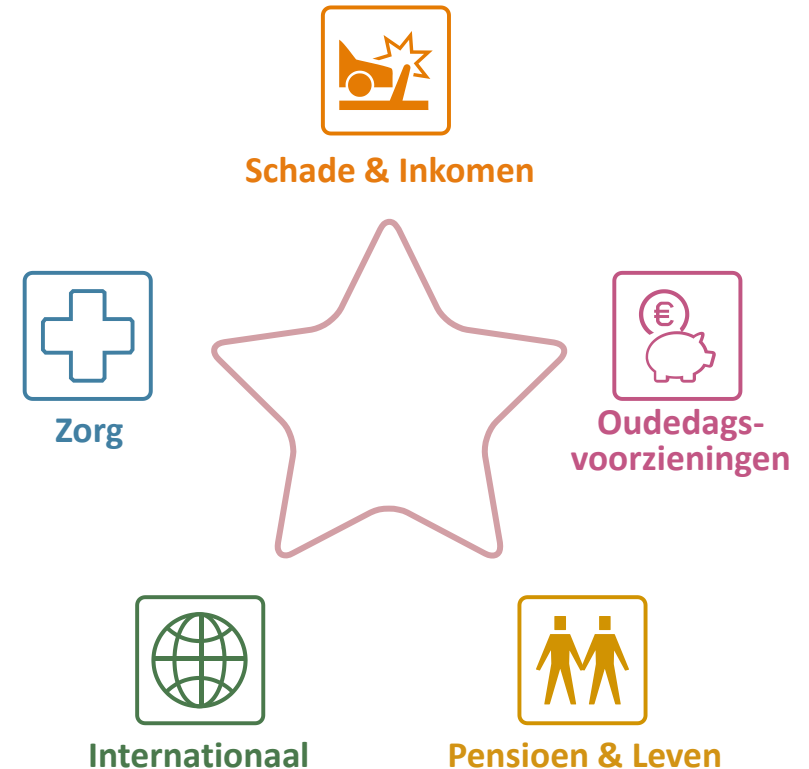 Schade & Inkomen
€
Zorg
Oudedags-
voorzieningen
Internationaal
Pensioen & Leven